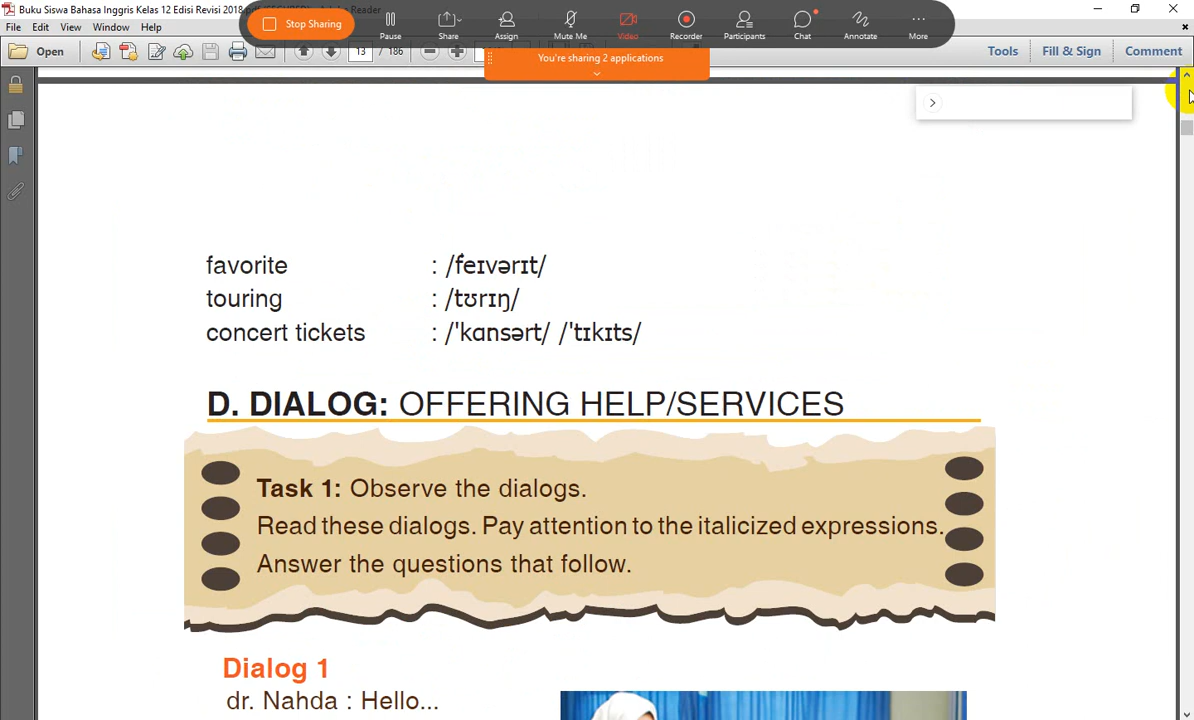 Buku Siswa Bahasa Inggris Kelas 12 Edisi Revisi 2018.pdf
Reader
File Edit View Window Help
Stop Sharing
Pause Share Assign Mute Me Video Recorder Participants Chat Annotate More
Open 13 / 186 Tools Fill & Sign Comment
You're sharing 2 applications
favorite : /feɪvərɪt/
touring : /tʊrɪŋ/
concert tickets : /'kɑnsərt/ /'tɪkɪts/
D. DIALOG: OFFERING HELP/SERVICES
Task 1: Observe the dialogs.
Read these dialogs. Pay attention to the italicized expressions.
Answer the questions that follow.
Dialog 1
dr. Nahda : Hello...